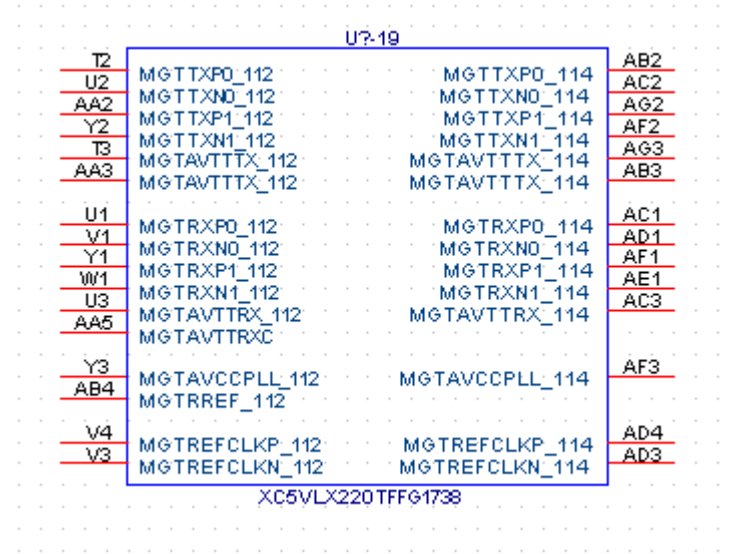 U?-19
T2 MGTTXP0_112 MGTTXP0_114 AB2
U2 MGTTXN0_112 MGTTXN0_114 AC2
AA2 MGTTXP1_112 MGTTXP1_114 AG2
Y2 MGTTXN1_112 MGTTXN1_114 AF2
T3 MGTAVTTTX_112 MGTAVTTTX_114 AG3
AA3 MGTAVTTTX_112 MGTAVTTTX_114 AB3
U1 MGTRXP0_112 MGTRXP0_114 AC1
V1 MGTRXN0_112 MGTRXN0_114 AD1
Y1 MGTRXP1_112 MGTRXP1_114 AF1
W1 MGTRXN1_112 MGTRXN1_114 AE1
U3 MGTAVTTRX_112 MGTAVTTRX_114 AC3
AA5 MGTAVTTRXC
Y3 MGTAVCCPLL_112 MGTAVCCPLL_114 AF3
AB4 MGTRREF_112
V4 MGTREFCLKP_112 MGTREFCLKP_114 AD4
V3 MGTREFCLKN_112 MGTREFCLKN_114 AD3
XC5VLX220TFFG1738